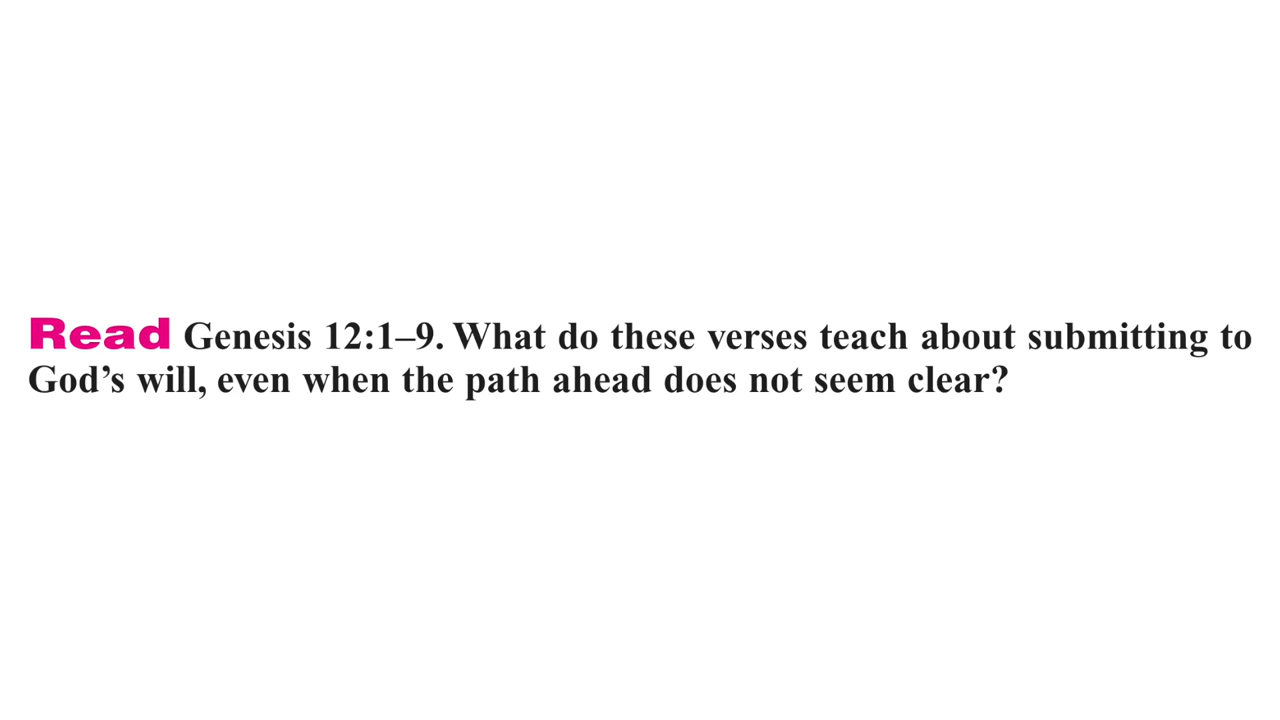 Read Genesis 12:1–9. What do these verses teach about submitting to
God’s will, even when the path ahead does not seem clear?